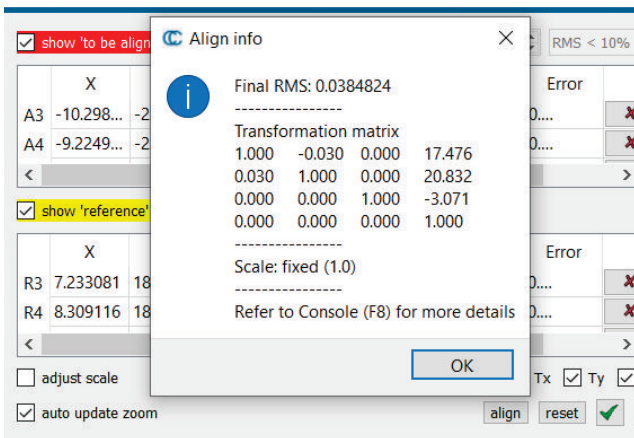 show 'to be align
Align info
RMS < 10%
X
Error
A3 -10.298... -2
0....
A4 -9.2249... -2
0....
Final RMS: 0.0384824
----------------
Transformation matrix
1.000 -0.030 0.000 17.476
0.030 1.000 0.000 20.832
0.000 0.000 1.000 -3.071
0.000 0.000 0.000 1.000
----------------
Scale: fixed (1.0)
----------------
Refer to Console (F8) for more details
OK
show 'reference'
X
Error
R3 7.233081 18
0....
R4 8.309116 18
0....
adjust scale
Tx Ty
auto update zoom
align reset